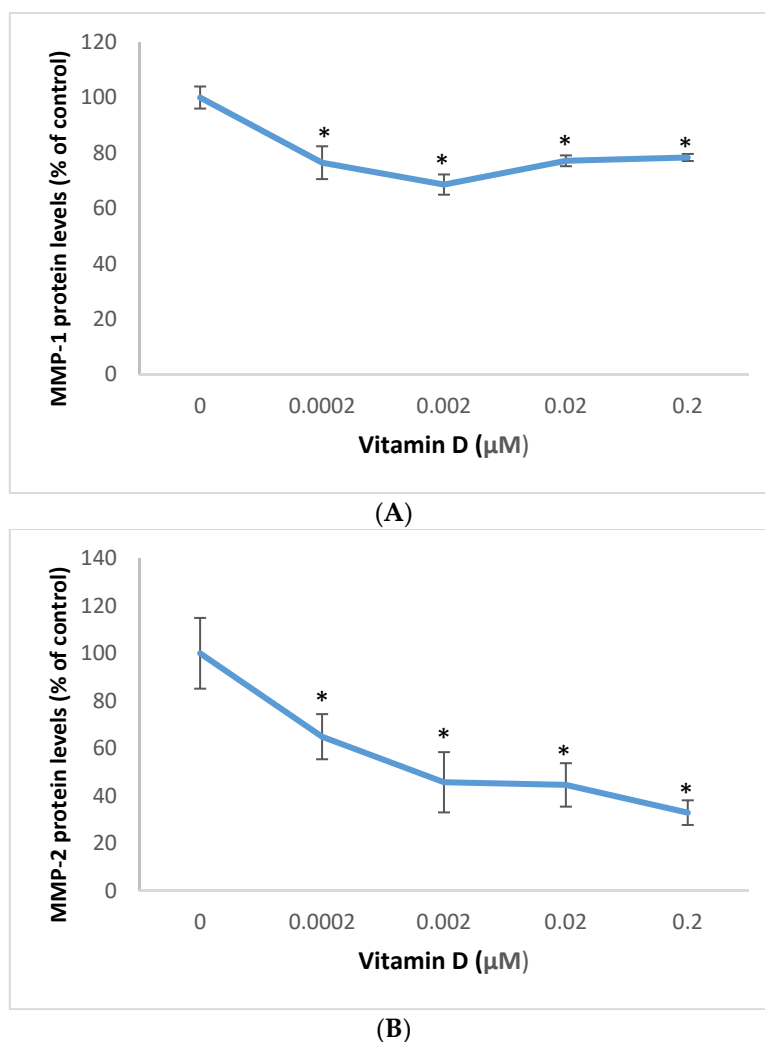 MMP-1 protein levels (% of control)
120
100
80
60
40
20
0
* * * *
0 0.0002 0.002 0.02 0.2
Vitamin D (μM)
(A)
MMP-2 protein levels (% of control)
140
120
100
80
60
40
20
0
* * * *
0 0.0002 0.002 0.02 0.2
Vitamin D (μM)
(B)